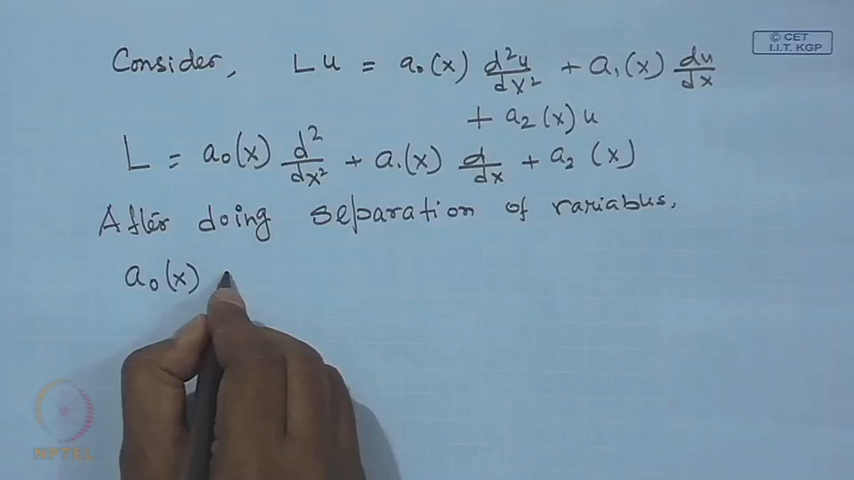 © CET
I.I.T. KGP
Consider, Lu = a₀(x) d²u/dx² + a₁(x) du/dx
+ a₂(x) u
L = a₀(x) d²/dx² + a₁(x) d/dx + a₂(x)
After doing separation of variables,
a₀(x)
NPTEL